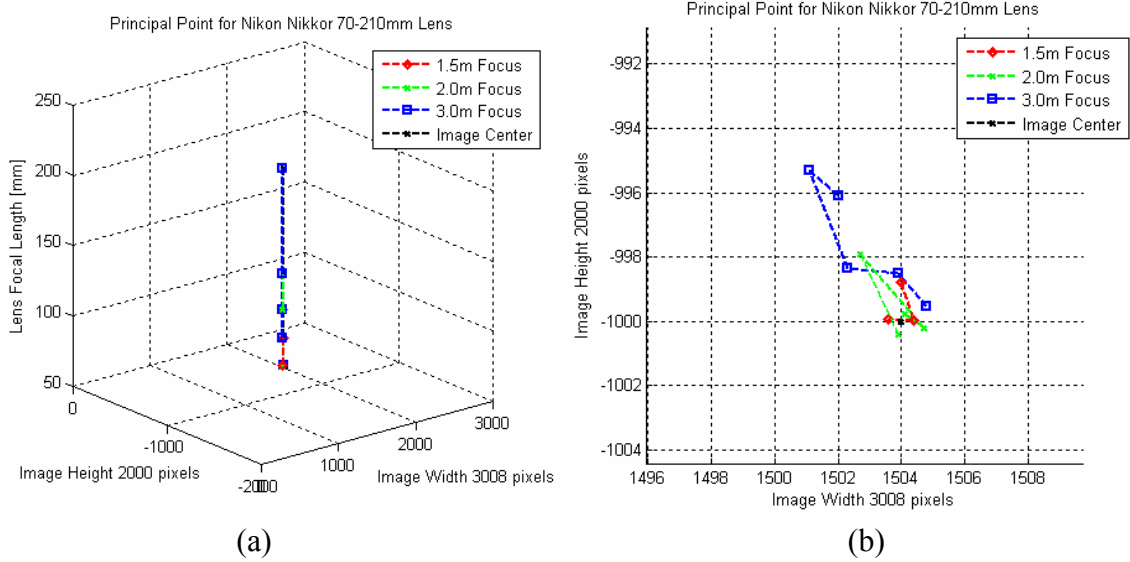 Principal Point for Nikon Nikkor 70-210mm Lens
1.5m Focus
2.0m Focus
3.0m Focus
Image Center
250
200
150
100
50
Lens Focal Length [mm]
0
-1000
-2000
Image Height 2000 pixels
1000
2000
3000
Image Width 3008 pixels
(a)
Principal Point for Nikon Nikkor 70-210mm Lens
1.5m Focus
2.0m Focus
3.0m Focus
Image Center
-992
-994
-996
-998
-1000
-1002
-1004
Image Height 2000 pixels
1496 1498 1500 1502 1504 1506 1508
Image Width 3008 pixels
(b)